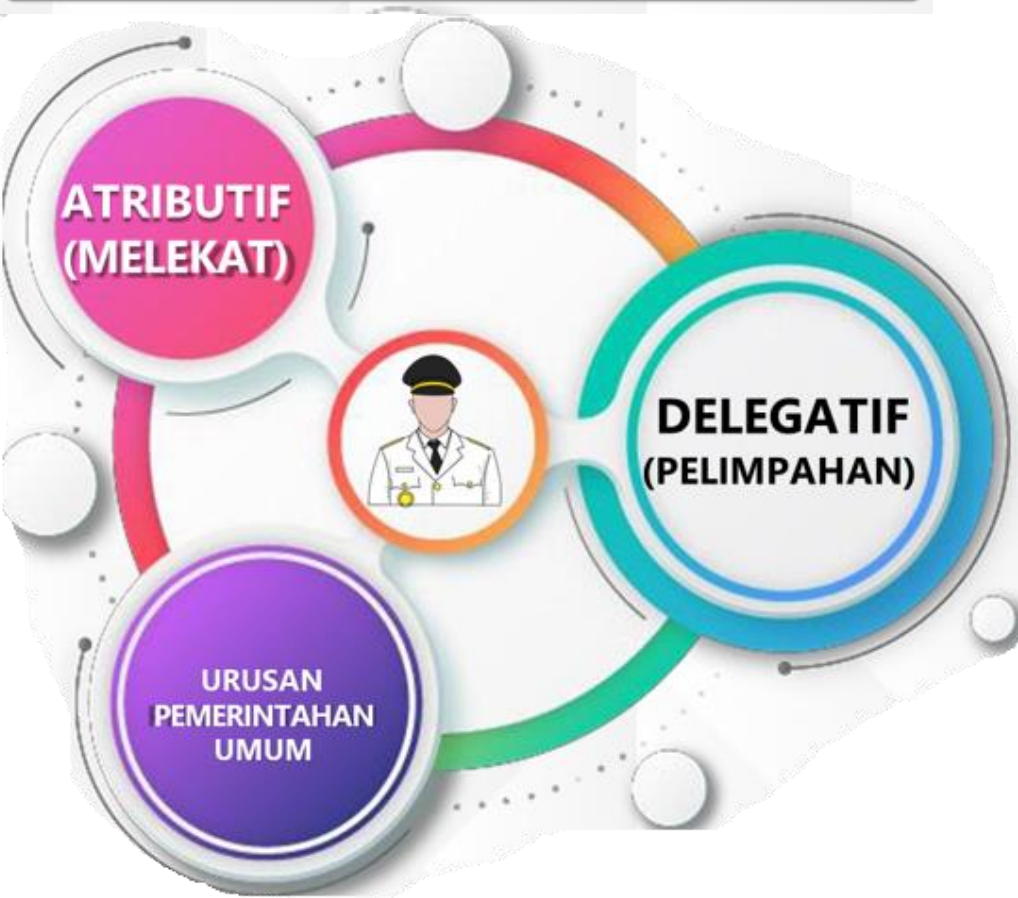 ATRIBUTIF
(MELEKAT)
DELEGATIF
(PELIMPAHAN)
URUSAN
PEMERINTAHAN
UMUM